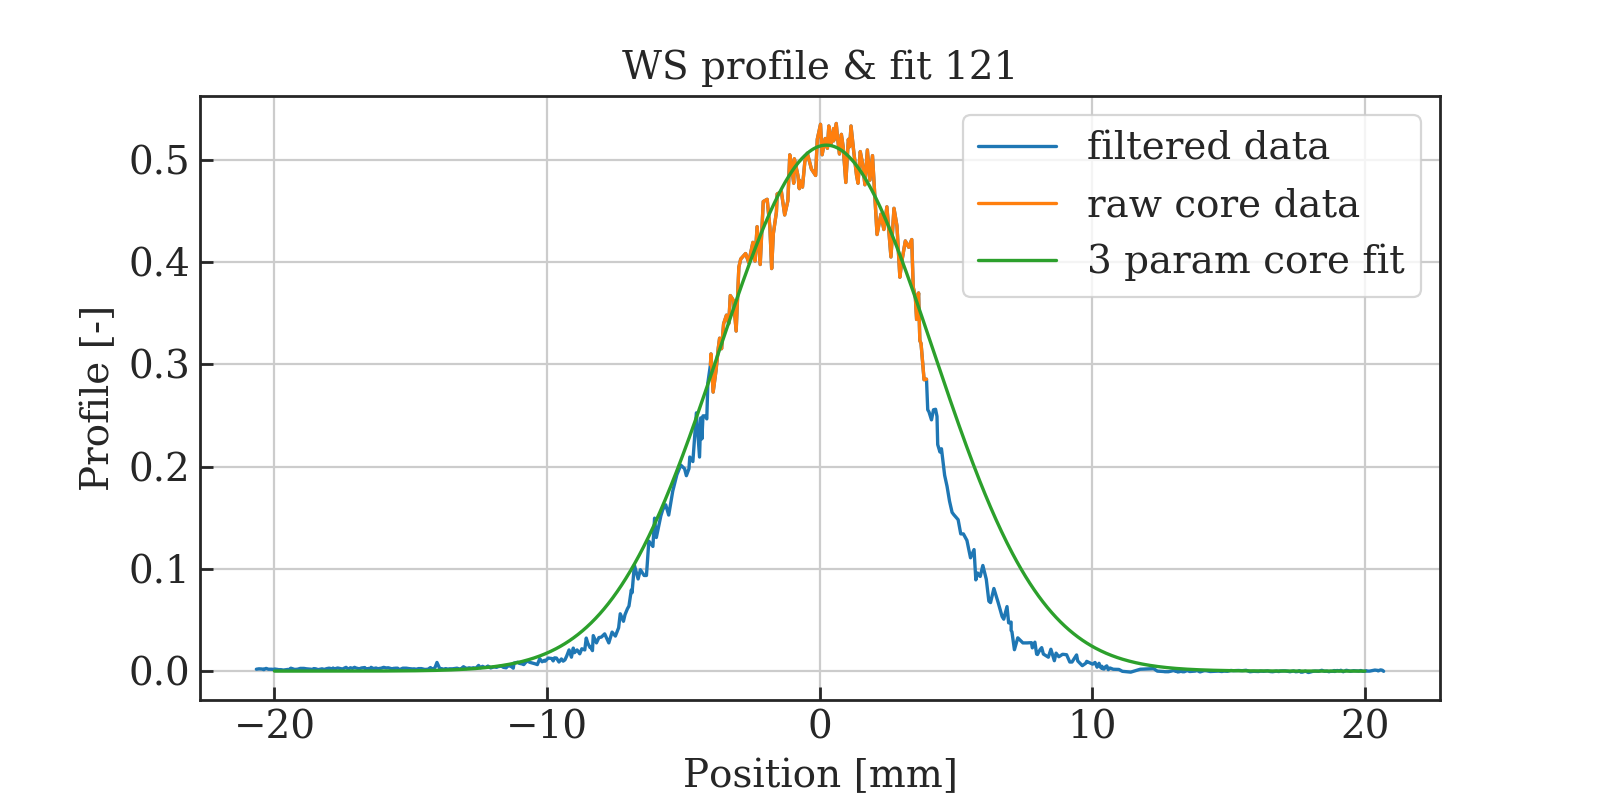 WS profile & fit 121
filtered data
raw core data
3 param core fit
Profile [-]
0.5
0.4
0.3
0.2
0.1
0.0
−20 −10 0 10 20
Position [mm]